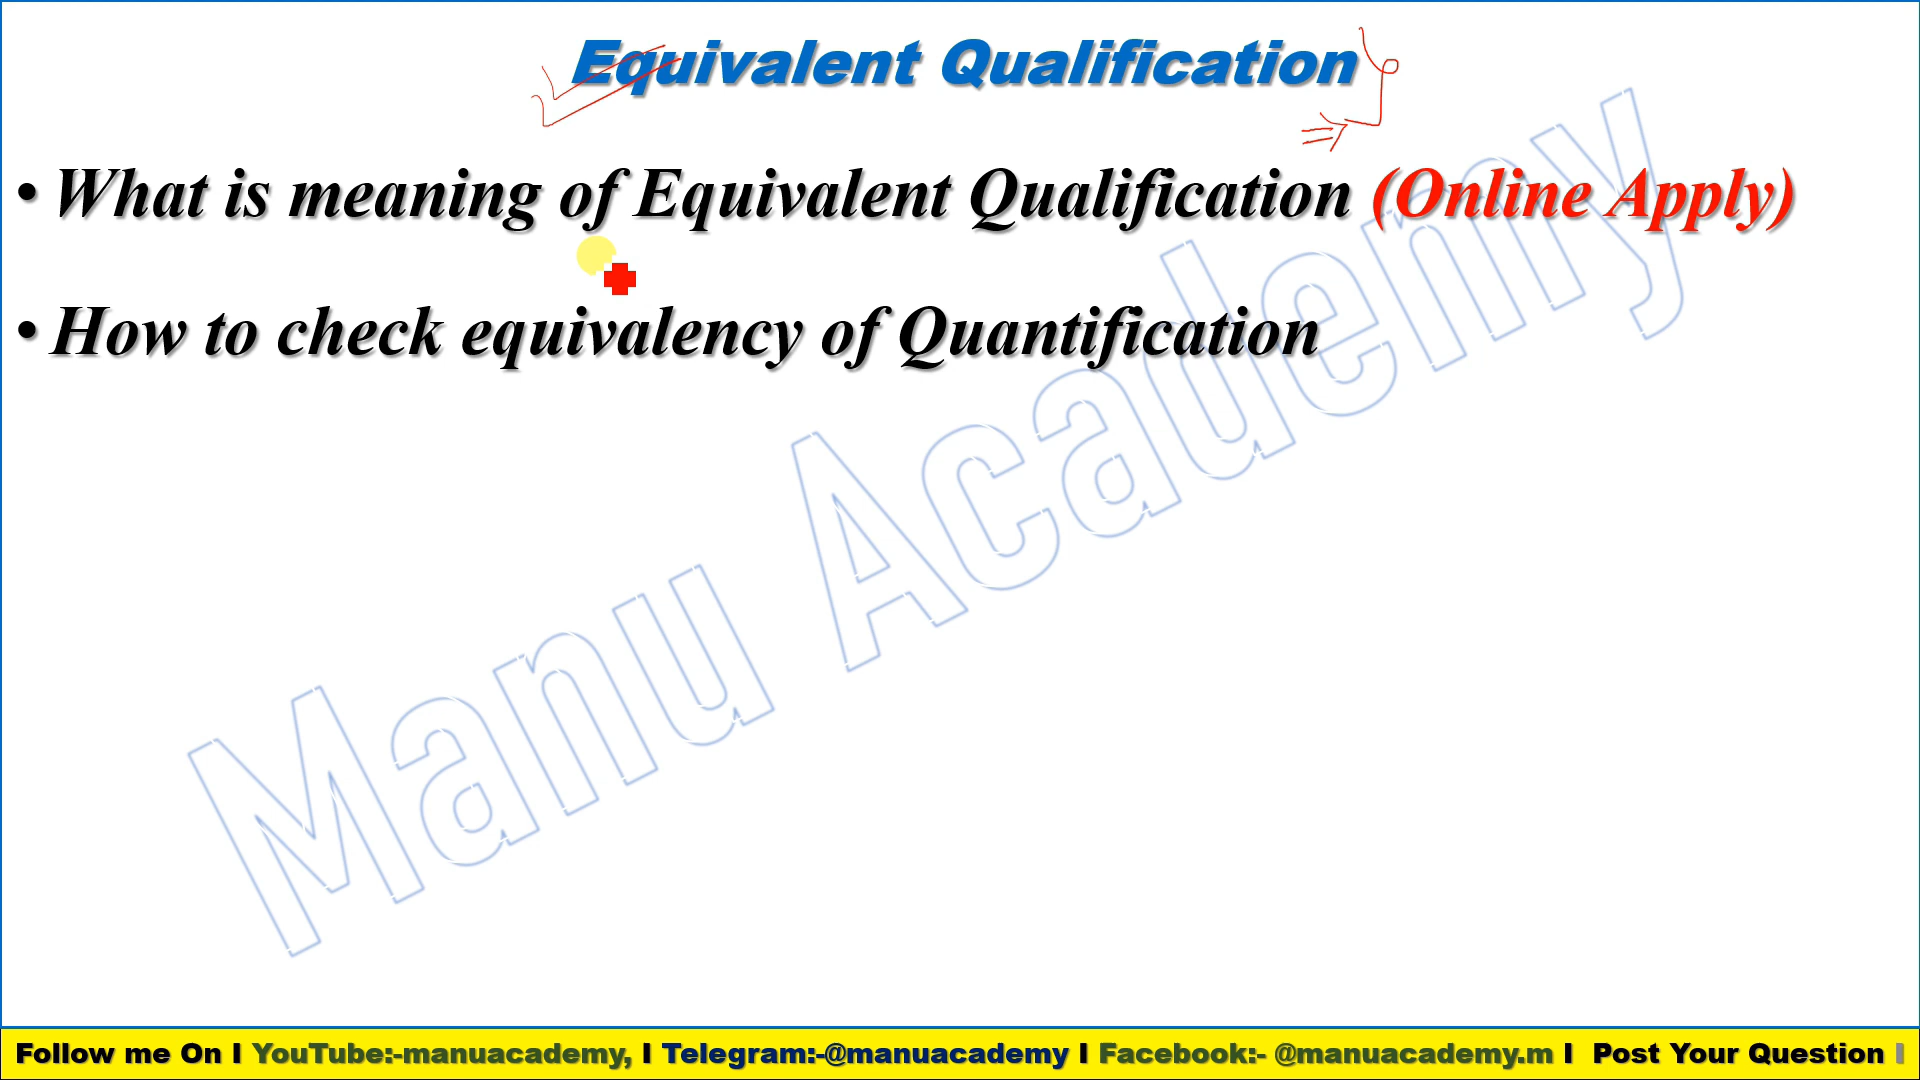 Equivalent Qualification
• What is meaning of Equivalent Qualification (Online Apply)
• How to check equivalency of Quantification
Manu Academy
Follow me On I YouTube:-manuacademy, I Telegram:-@manuacademy I Facebook:- @manuacademy.m I Post Your Question I